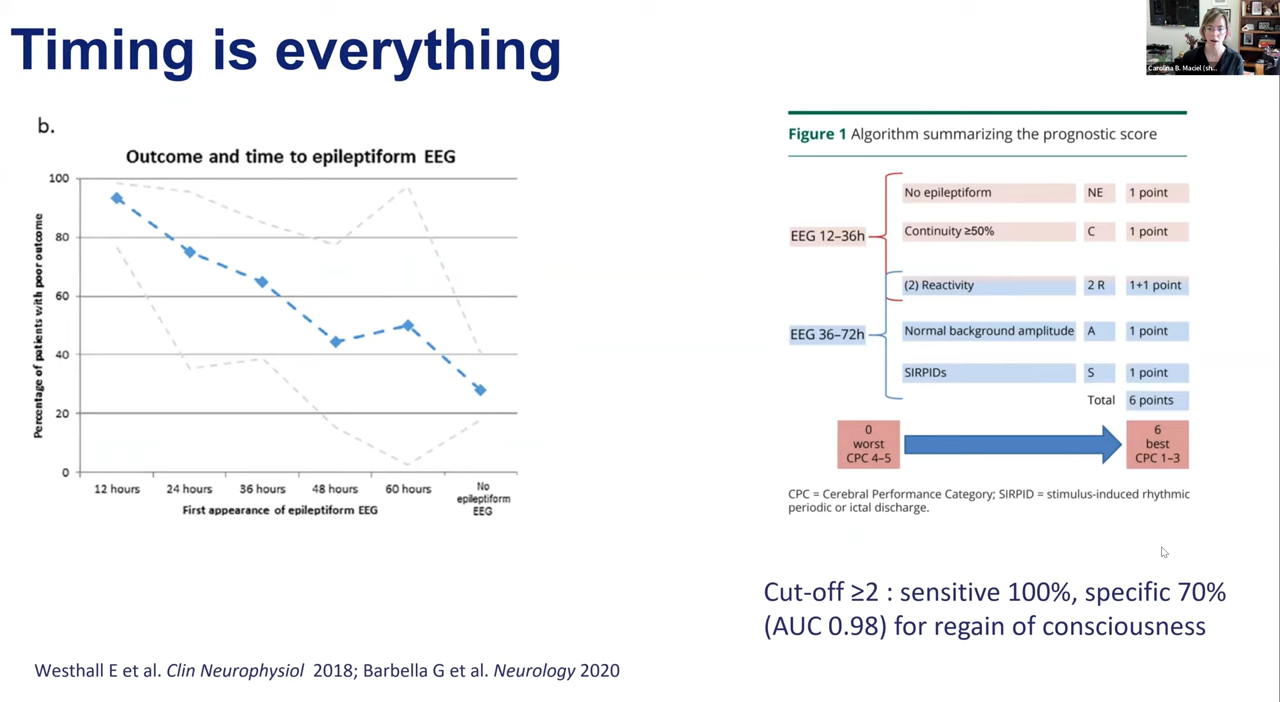 Timing is everything
Carolina B. Maciel (sh...
b.
Outcome and time to epileptiform EEG
Percentage of patients with poor outcome
100
80
60
40
20
0
12 hours
24 hours
36 hours
48 hours
60 hours
No
epileptiform
EEG
First appearance of epileptiform EEG
Figure 1 Algorithm summarizing the prognostic score
EEG 12–36h
No epileptiform NE 1 point
Continuity ≥50% C 1 point
(2) Reactivity 2 R 1+1 point
EEG 36–72h
Normal background amplitude A 1 point
SIRPIDs S 1 point
Total 6 points
0
worst
CPC 4–5
6
best
CPC 1–3
CPC = Cerebral Performance Category; SIRPID = stimulus-induced rhythmic
periodic or ictal discharge.
Cut-off ≥2 : sensitive 100%, specific 70%
(AUC 0.98) for regain of consciousness
Westhall E et al. Clin Neurophysiol 2018; Barbella G et al. Neurology 2020